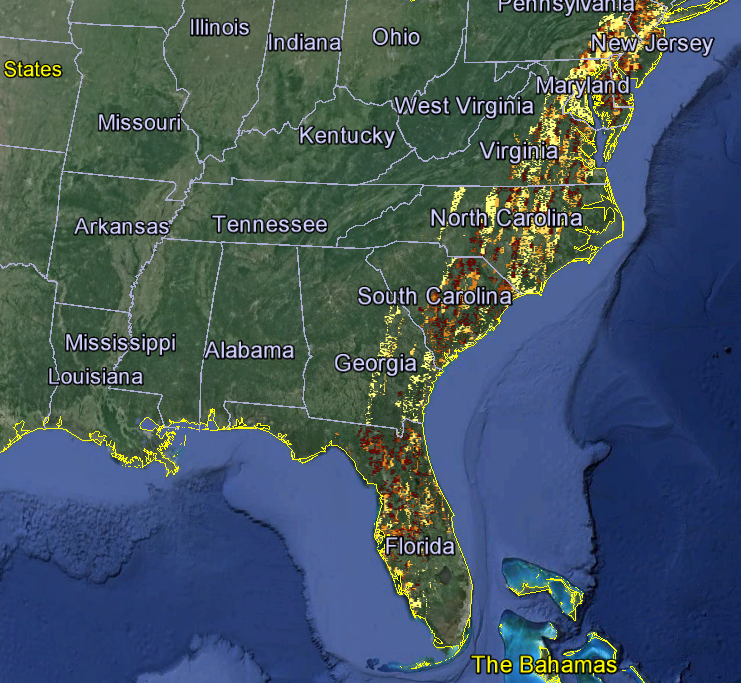 Pennsylvania
Illinois
Indiana
Ohio
New Jersey
States
Maryland
West Virginia
Missouri
Kentucky
Virginia
Arkansas
Tennessee
North Carolina
South Carolina
Mississippi
Alabama
Georgia
Louisiana
Florida
The Bahamas